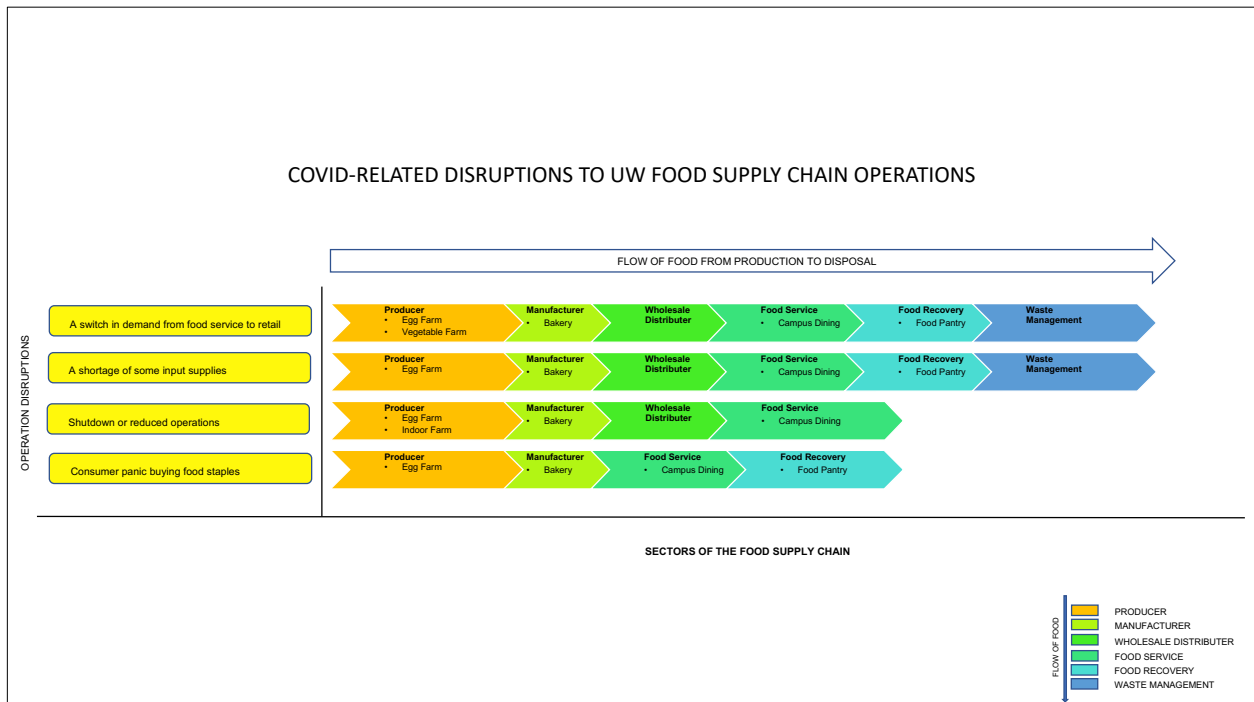 COVID-RELATED DISRUPTIONS TO UW FOOD SUPPLY CHAIN OPERATIONS
FLOW OF FOOD FROM PRODUCTION TO DISPOSAL
OPERATION DISRUPTIONS
A switch in demand from food service to retail
Producer
• Egg Farm
• Vegetable Farm
Manufacturer
• Bakery
Wholesale
Distributer
Food Service
• Campus Dining
Food Recovery
• Food Pantry
Waste
Management
A shortage of some input supplies
Producer
• Egg Farm
Manufacturer
• Bakery
Wholesale
Distributer
Food Service
• Campus Dining
Food Recovery
• Food Pantry
Waste
Management
Shutdown or reduced operations
Producer
• Egg Farm
• Indoor Farm
Manufacturer
• Bakery
Wholesale
Distributer
Food Service
• Campus Dining
Consumer panic buying food staples
Producer
• Egg Farm
Manufacturer
• Bakery
Food Service
• Campus Dining
Food Recovery
• Food Pantry
SECTORS OF THE FOOD SUPPLY CHAIN
FLOW OF FOOD
PRODUCER
MANUFACTURER
WHOLESALE DISTRIBUTER
FOOD SERVICE
FOOD RECOVERY
WASTE MANAGEMENT